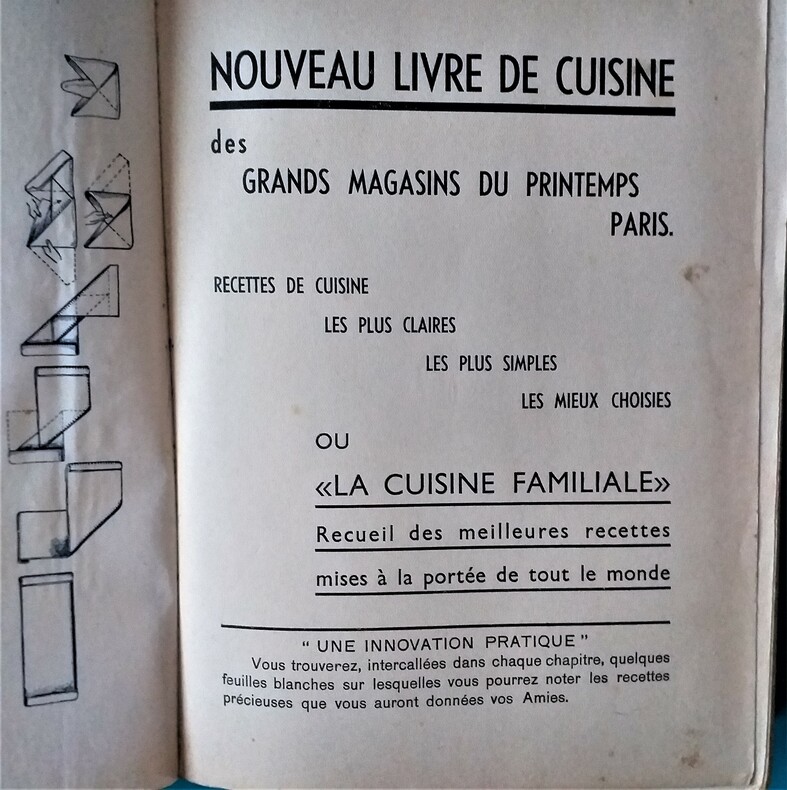 NOUVEAU LIVRE DE CUISINE
des
GRANDS MAGASINS DU PRINTEMPS
PARIS.
RECETTES DE CUISINE
LES PLUS CLAIRES
LES PLUS SIMPLES
LES MIEUX CHOISIES
OU
«LA CUISINE FAMILIALE»
Recueil des meilleures recettes
mises à la portée de tout le monde
“ UNE INNOVATION PRATIQUE ”
Vous trouverez, intercallées dans chaque chapitre, quelques
feuilles blanches sur lesquelles vous pourrez noter les recettes
précieuses que vous auront données vos Amies.